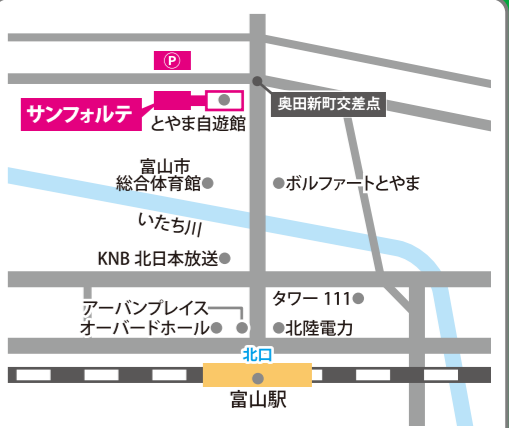 P
サンフォルテ
とやま自遊館
奥田新町交差点
富山市
総合体育館
ボルファートとやま
いたち川
KNB 北日本放送
アーバンプレイス
オーバードホール
タワー 111
北陸電力
北口
富山駅